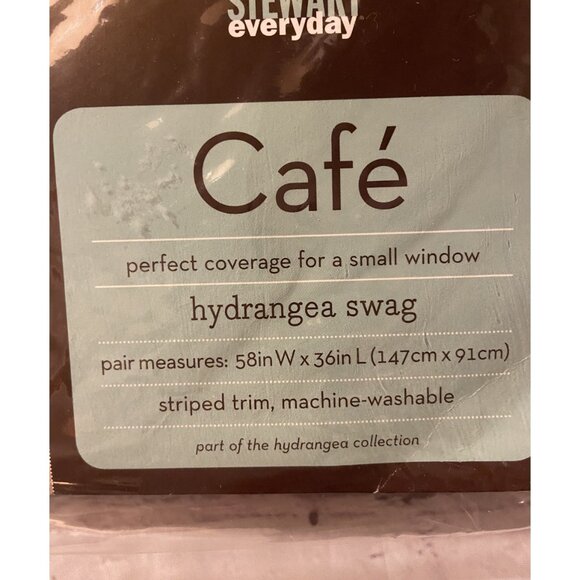 STEWART
everyday
Café
perfect coverage for a small window
hydrangea swag
pair measures: 58in W x 36in L (147cm x 91cm)
striped trim, machine-washable
part of the hydrangea collection